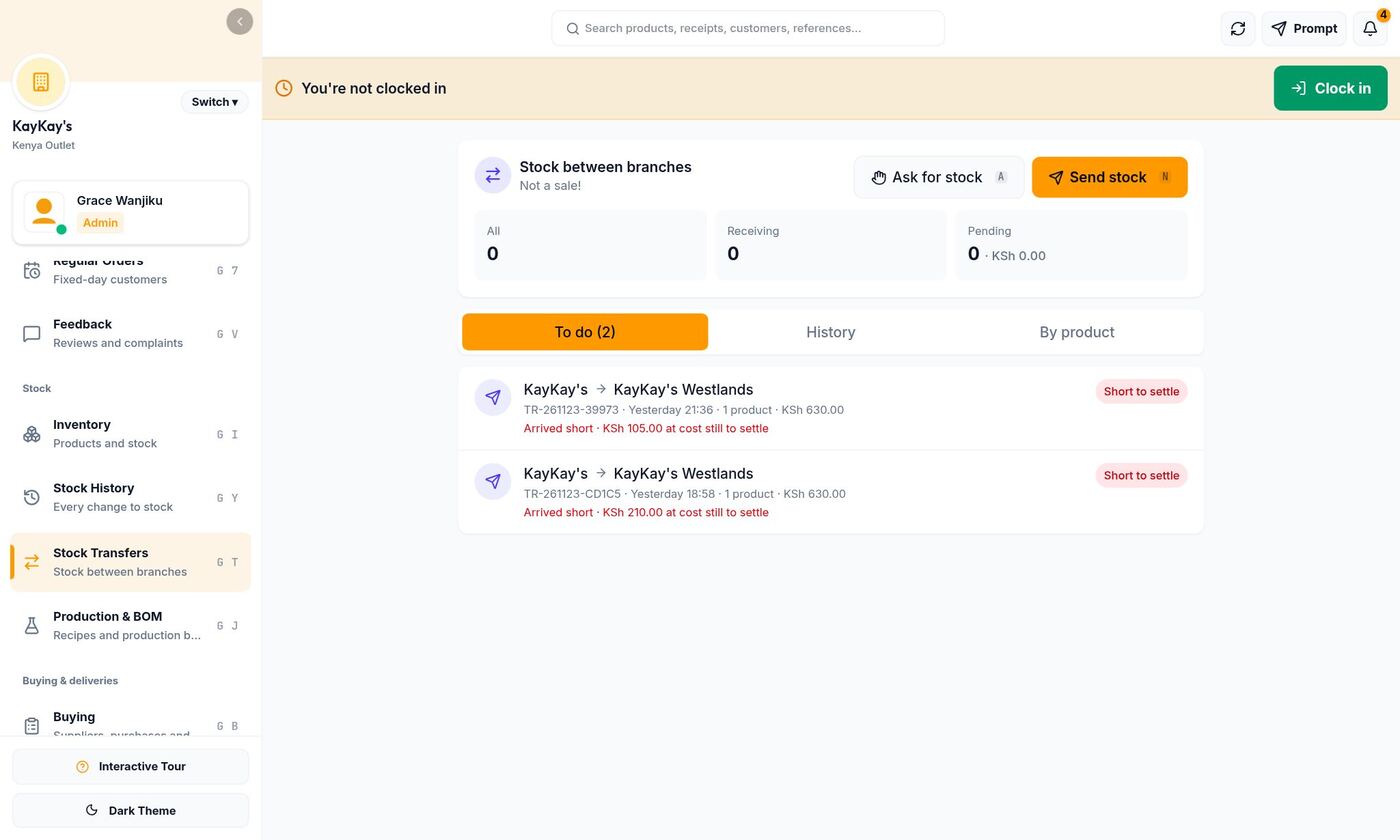 Search products, receipts, customers, references...
Prompt
4
Switch ▾
KayKay's
Kenya Outlet
You're not clocked in
Clock in
Grace Wanjiku
Admin
Regular Orders
Fixed-day customers
G 7
Feedback
Reviews and complaints
G V
Stock
Inventory
Products and stock
G I
Stock History
Every change to stock
G Y
Stock Transfers
Stock between branches
G T
Production & BOM
Recipes and production b...
G J
Buying & deliveries
Buying
Suppliers, purchases and
G B
Interactive Tour
Dark Theme
Stock between branches
Not a sale!
Ask for stock A
Send stock N
All
0
Receiving
0
Pending
0 · KSh 0.00
To do (2)
History
By product
KayKay's → KayKay's Westlands
TR-261123-39973 · Yesterday 21:36 · 1 product · KSh 630.00
Arrived short · KSh 105.00 at cost still to settle
Short to settle
KayKay's → KayKay's Westlands
TR-261123-CD1C5 · Yesterday 18:58 · 1 product · KSh 630.00
Arrived short · KSh 210.00 at cost still to settle
Short to settle